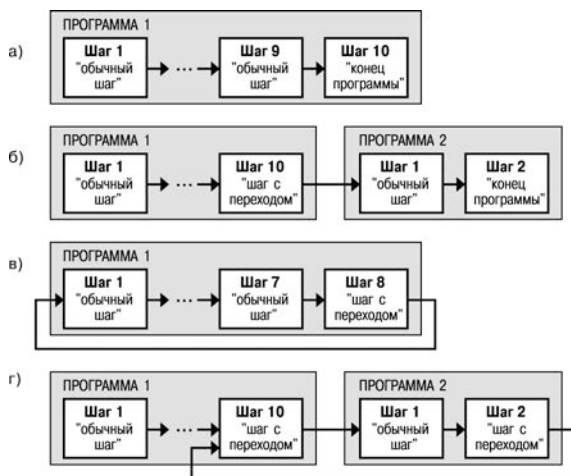 а)
ПРОГРАММА 1
Шаг 1
"обычный
шаг"
...
Шаг 9
"обычный
шаг"
Шаг 10
"конец
программы"
б)
ПРОГРАММА 1
Шаг 1
"обычный
шаг"
...
Шаг 10
"шаг с
переходом"
ПРОГРАММА 2
Шаг 1
"обычный
шаг"
Шаг 2
"конец
программы"
в)
ПРОГРАММА 1
Шаг 1
"обычный
шаг"
...
Шаг 7
"обычный
шаг"
Шаг 8
"шаг с
переходом"
г)
ПРОГРАММА 1
Шаг 1
"обычный
шаг"
...
Шаг 10
"шаг с
переходом"
ПРОГРАММА 2
Шаг 1
"обычный
шаг"
Шаг 2
"шаг с
переходом"